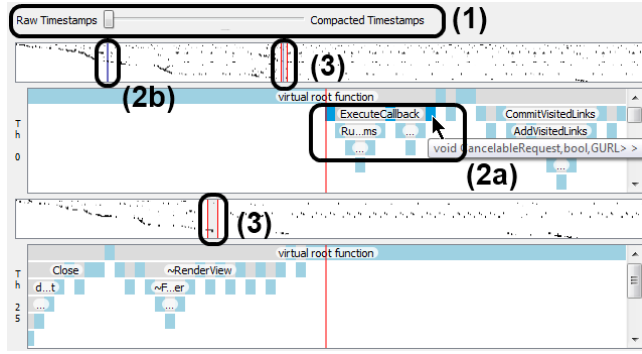 Raw Timestamps Compacted Timestamps (1)
(2b) (3)
virtual root function
ExecuteCallback CommitVisitedLinks
Ru...ms ... AddVisitedLinks
Th 0
... void CancelableRequest,bool,GURL> >
(2a)
...
(3)
virtual root function
Close ~RenderView
d...t ~F...er
... ...
Th 25